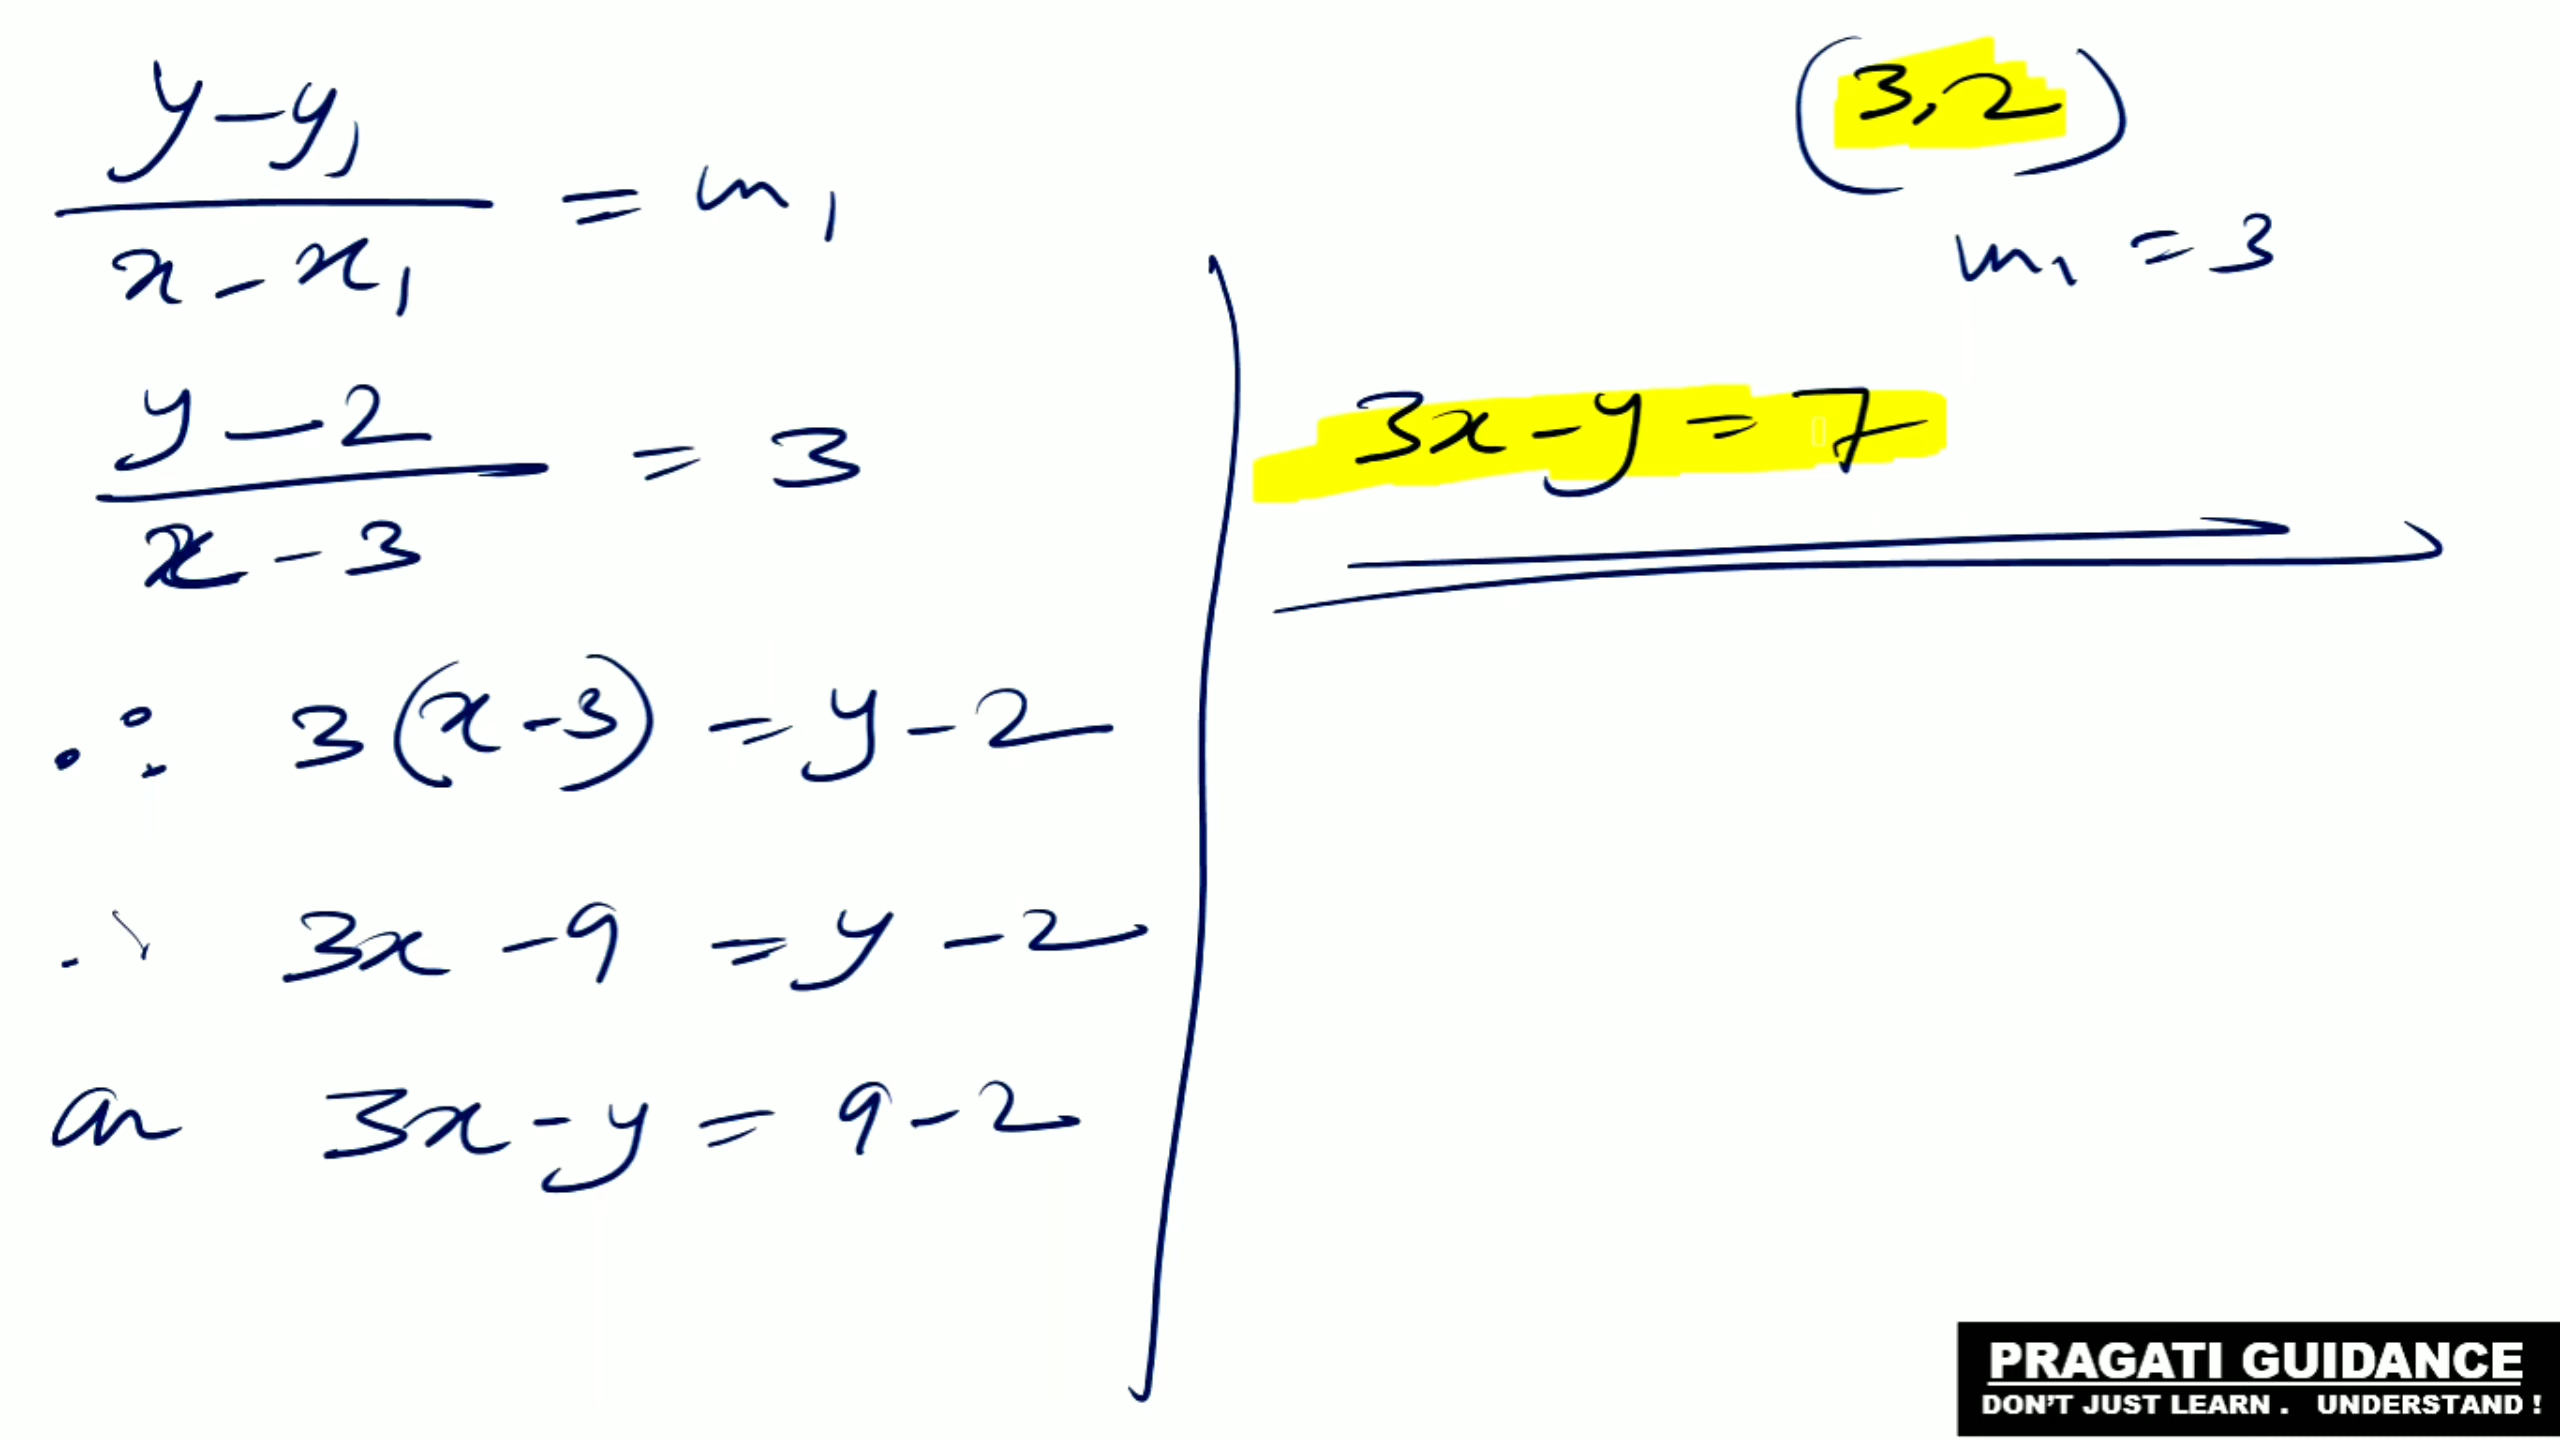 (3,2)
m₁ = 3
(y - y₁)/(x - x₁) = m₁
(y - 2)/(x - 3) = 3
∴ 3(x - 3) = y - 2
∴ 3x - 9 = y - 2
or 3x - y = 9 - 2
3x - y = 7
PRAGATI GUIDANCE
DON'T JUST LEARN. UNDERSTAND!